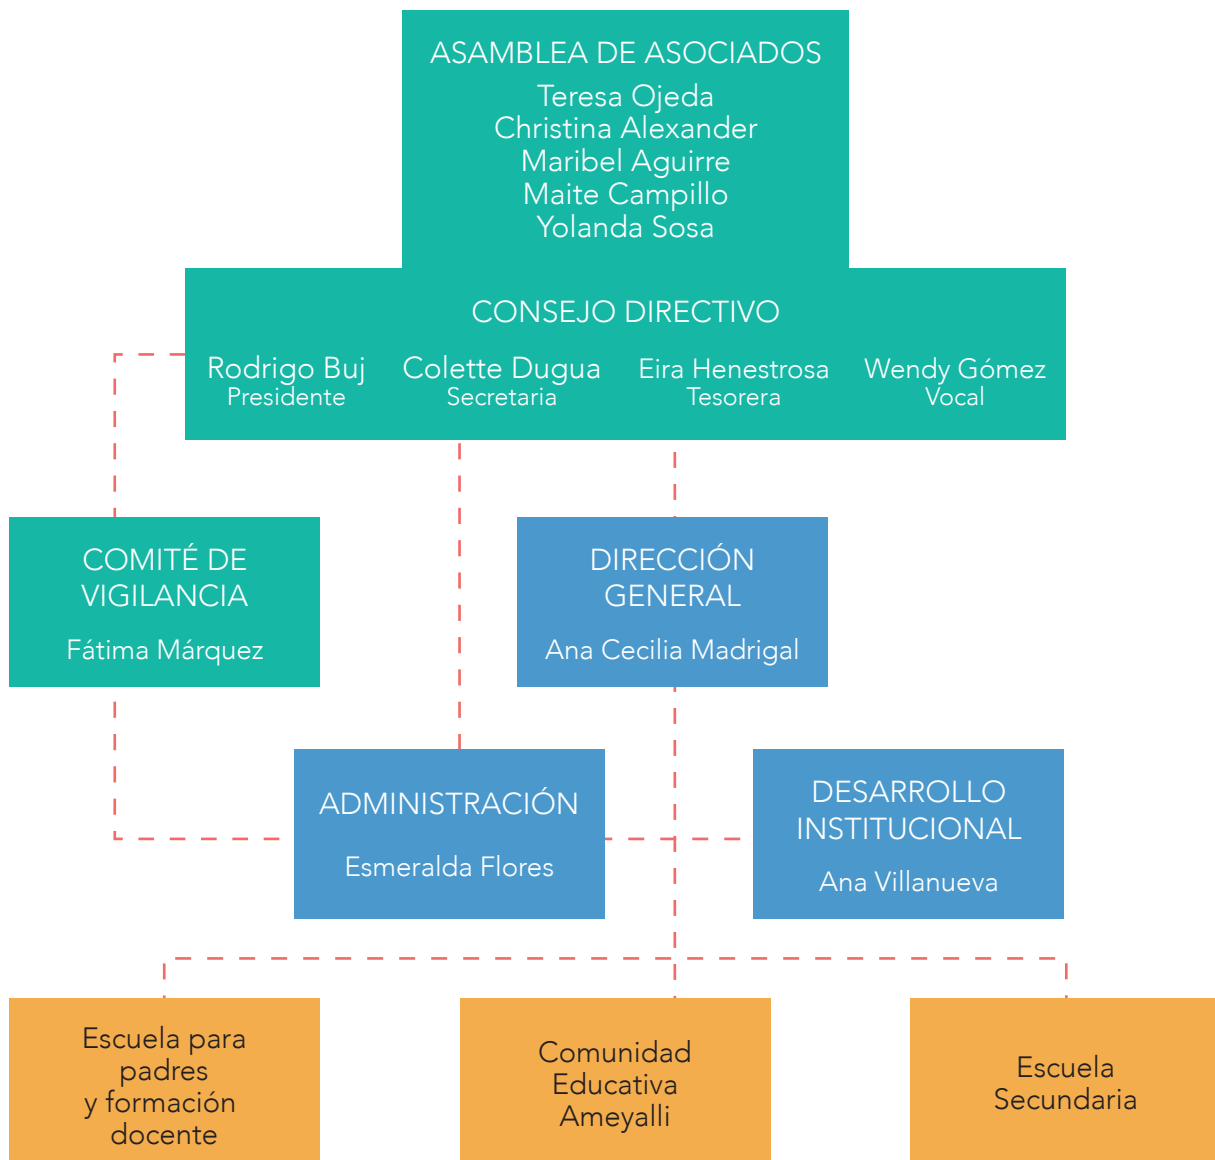 ASAMBLEA DE ASOCIADOS
Teresa Ojeda
Christina Alexander
Maribel Aguirre
Maite Campillo
Yolanda Sosa
CONSEJO DIRECTIVO
Rodrigo Buj
Presidente
Colette Dugua
Secretaria
Eira Henestrosa
Tesorera
Wendy Gómez
Vocal
COMITÉ DE
VIGILANCIA
Fátima Márquez
DIRECCIÓN
GENERAL
Ana Cecilia Madrigal
ADMINISTRACIÓN
Esmeralda Flores
DESARROLLO
INSTITUCIONAL
Ana Villanueva
Escuela para
padres
y formación
docente
Comunidad
Educativa
Ameyalli
Escuela
Secundaria